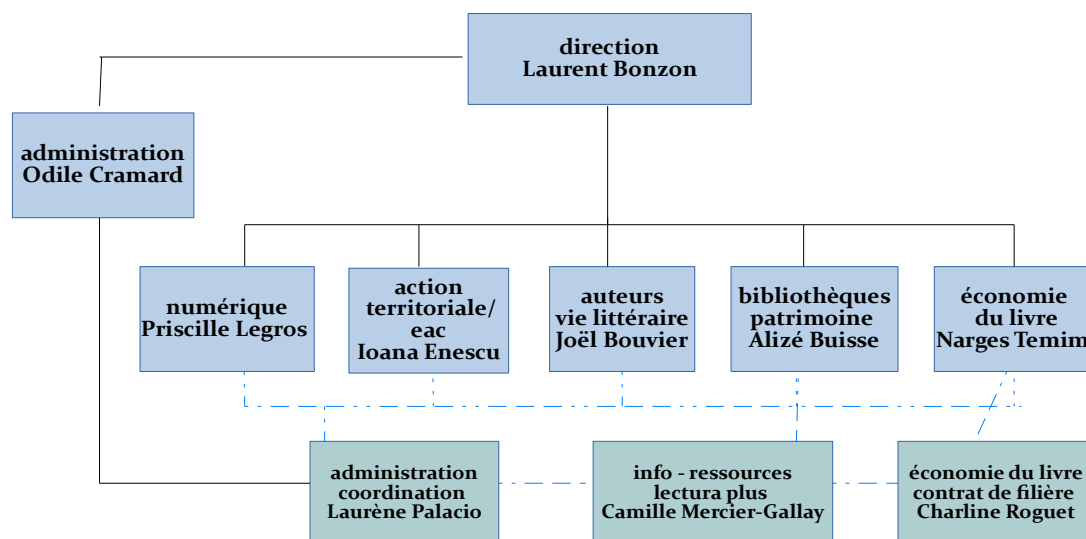 direction
Laurent Bonzon
administration
Odile Cramard
numérique
Priscille Legros
action
territoriale/
eac
Ioana Enescu
auteurs
vie littéraire
Joël Bouvier
bibliothèques
patrimoine
Alizé Buisse
économie
du livre
Narges Temimi
administration
coordination
Laurène Palacio
info - ressources
lectura plus
Camille Mercier-Gallay
économie du livre
contrat de filière
Charline Roguet